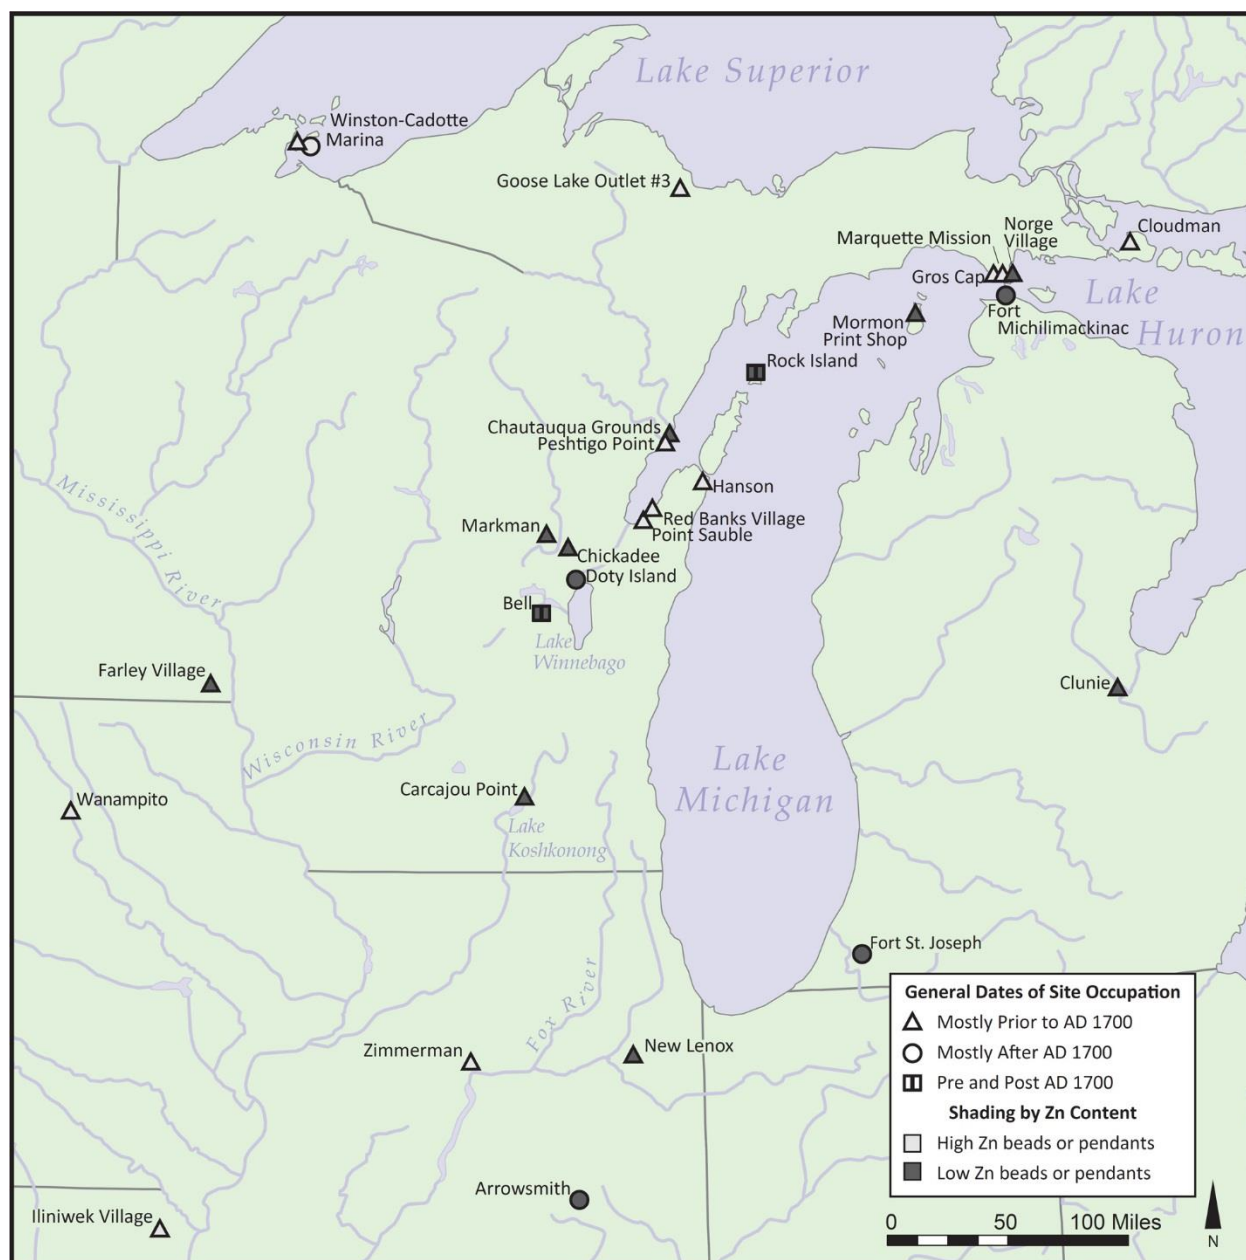 Lake Superior
Winston-Cadotte
Marina
Goose Lake Outlet #3
Cloudman
Norge
Village
Marquette Mission
Gros Cap
Lake
Huron
Fort
Michilimackinac
Mormon
Print Shop
Rock Island
Chautauqua Grounds
Peshtigo Point
Hanson
Red Banks Village
Point Sauble
Markman
Chickadee
Doty Island
Bell
Lake
Winnebago
Mississippi River
Farley Village
Clunie
Wisconsin River
Lake
Michigan
Wanampito
Carcajou Point
Lake
Koshkonong
Fort St. Joseph
Fox River
Zimmerman
New Lenox
Arrowsmith
Iliniwek Village
General Dates of Site Occupation
Mostly Prior to AD 1700
Mostly After AD 1700
Pre and Post AD 1700
Shading by Zn Content
High Zn beads or pendants
Low Zn beads or pendants
0 50 100 Miles
N